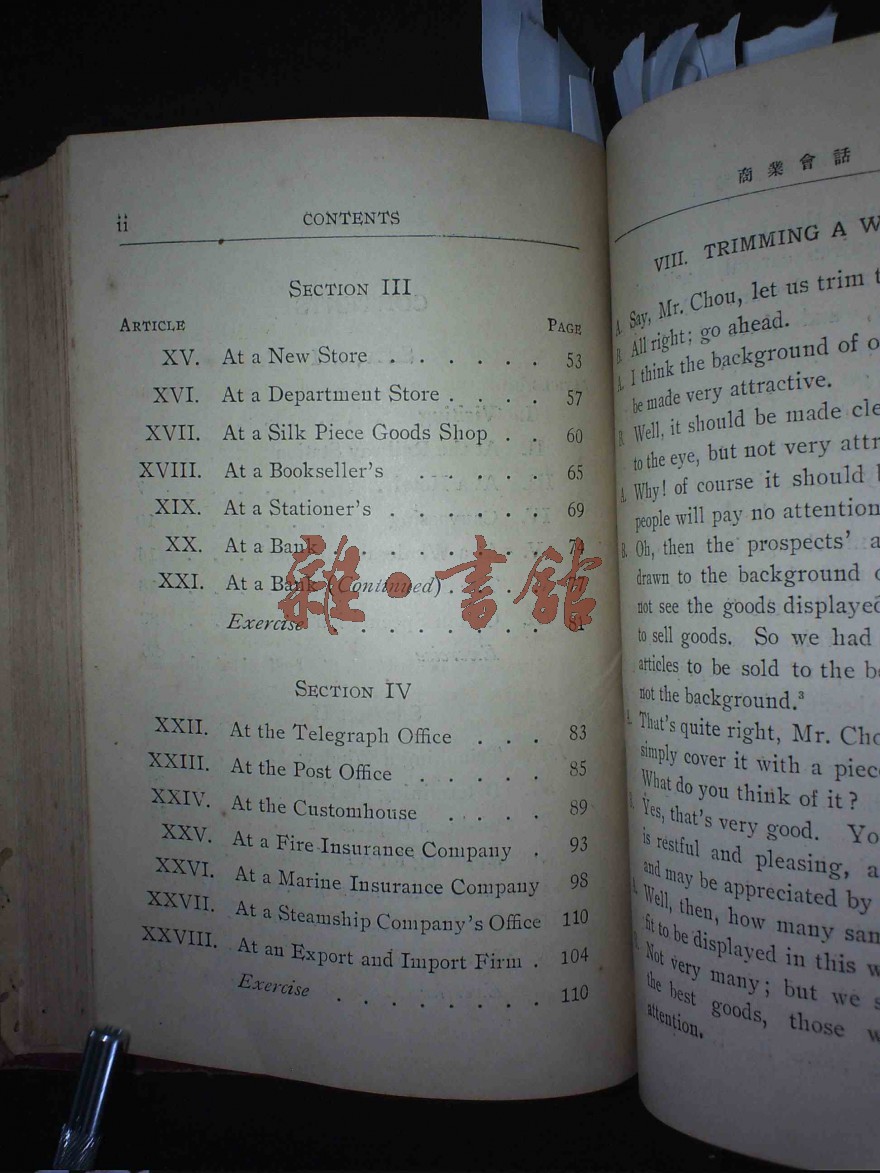 ii CONTENTS
SECTION III
ARTICLE PAGE
XV. At a New Store . . . . . . 53
XVI. At a Department Store . . . . 57
XVII. At a Silk Piece Goods Shop . . 60
XVIII. At a Bookseller's . . . . . 65
XIX. At a Stationer's . . . . . . 69
XX. At a Bank . . . . . . 74
XXI. At a Bank (Continued) . . . . 77
Exercise . . . . . . . 81
SECTION IV
XXII. At the Telegraph Office . . . 83
XXIII. At the Post Office . . . . . 85
XXIV. At the Customhouse . . . . 89
XXV. At a Fire Insurance Company . 93
XXVI. At a Marine Insurance Company 98
XXVII. At a Steamship Company's Office 110
XXVIII. At an Export and Import Firm . 104
Exercise . . . . . . . 110
雜·書館
商業會話
VIII. TRIMMING A W
A. Say, Mr. Chou, let us trim t
B. All right; go ahead.
A. I think the background of o
be made very attractive.
B. Well, it should be made cle
to the eye, but not very attr
A. Why! of course it should b
people will pay no attention
B. Oh, then the prospects' a
drawn to the background
not see the goods displayed
to sell goods. So we had
articles to be sold to the be
not the background.³
A. That's quite right, Mr. Cho
simply cover it with a piec
What do you think of it?
Yes, that's very good. Yo
is restful and pleasing, a
and may be appreciated by
Well, then, how many sam
fit to be displayed in this w
Not very many; but we s
the best goods, those w
attention.